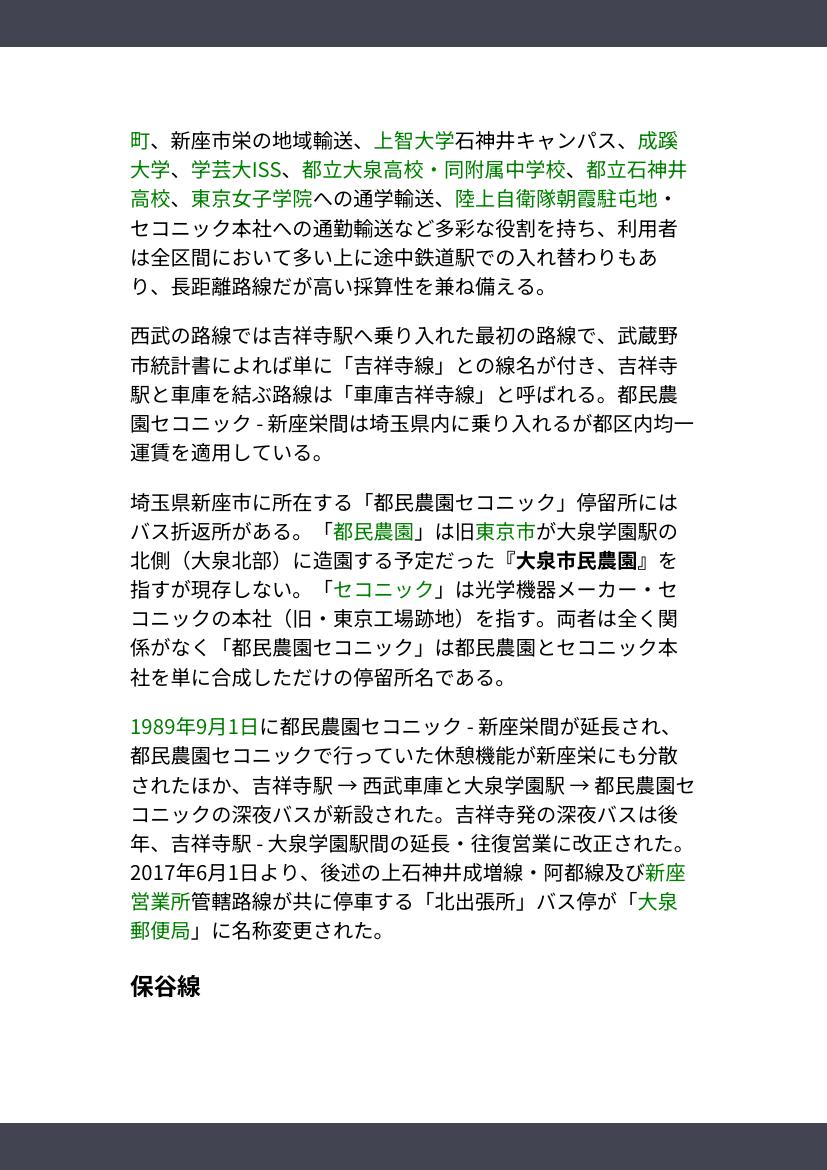 町、新座市栄の地域輸送、上智大学石神井キャンパス、成蹊
大学、学芸大ISS、都立大泉高校・同附属中学校、都立石神井
高校、東京女子学院への通学輸送、陸上自衛隊朝霞駐屯地・
セコニック本社への通勤輸送など多彩な役割を持ち、利用者
は全区間において多い上に途中鉄道駅での入れ替わりもあ
り、長距離路線だが高い採算性を兼ね備える。
西武の路線では吉祥寺駅へ乗り入れた最初の路線で、武蔵野
市統計書によれば単に「吉祥寺線」との線名が付き、吉祥寺
駅と車庫を結ぶ路線は「車庫吉祥寺線」と呼ばれる。都民農
園セコニック - 新座栄間は埼玉県内に乗り入れるが都区内均一
運賃を適用している。
埼玉県新座市に所在する「都民農園セコニック」停留所には
バス折返所がある。「都民農園」は旧東京市が大泉学園駅の
北側（大泉北部）に造園する予定だった『大泉市民農園』を
指すが現存しない。「セコニック」は光学機器メーカー・セ
コニックの本社（旧・東京工場跡地）を指す。両者は全く関
係がなく「都民農園セコニック」は都民農園とセコニック本
社を単に合成しただけの停留所名である。
1989年9月1日に都民農園セコニック - 新座栄間が延長され、
都民農園セコニックで行っていた休憩機能が新座栄にも分散
されたほか、吉祥寺駅 → 西武車庫と大泉学園駅 → 都民農園セ
コニックの深夜バスが新設された。吉祥寺発の深夜バスは後
年、吉祥寺駅 - 大泉学園駅間の延長・往復営業に改正された。
2017年6月1日より、後述の上石神井成増線・阿都線及び新座
営業所管轄路線が共に停車する「北出張所」バス停が「大泉
郵便局」に名称変更された。
保谷線